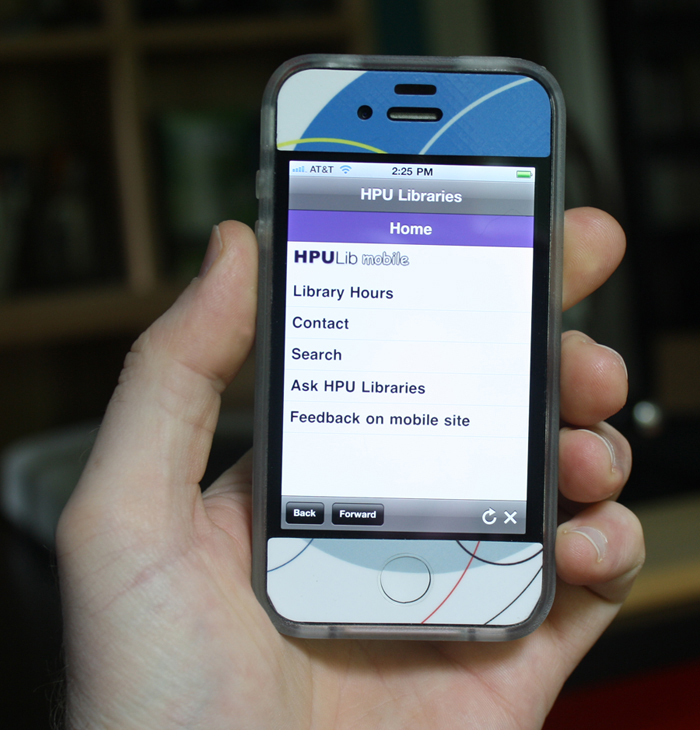 AT&T 2:25 PM
HPU Libraries
Home
HPULib mobile
Library Hours
Contact
Search
Ask HPU Libraries
Feedback on mobile site
Back Forward